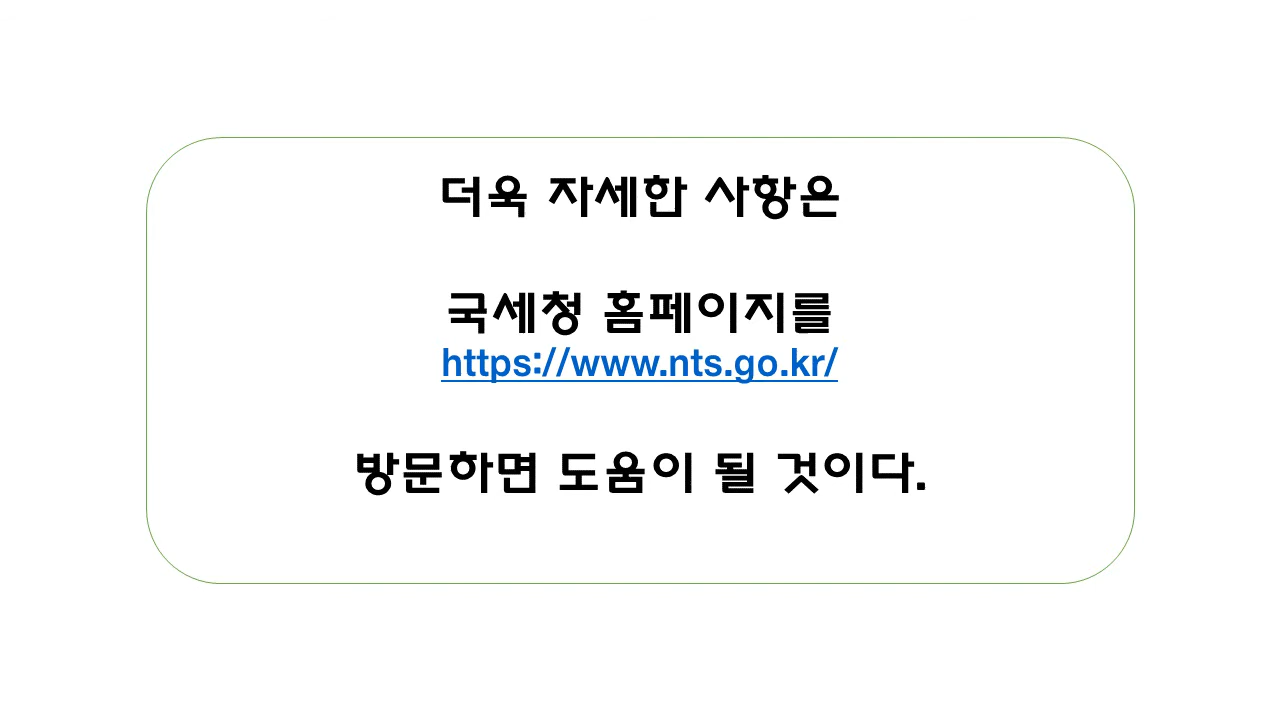 더욱 자세한 사항은
국세청 홈페이지를
https://www.nts.go.kr/
방문하면 도움이 될 것이다.